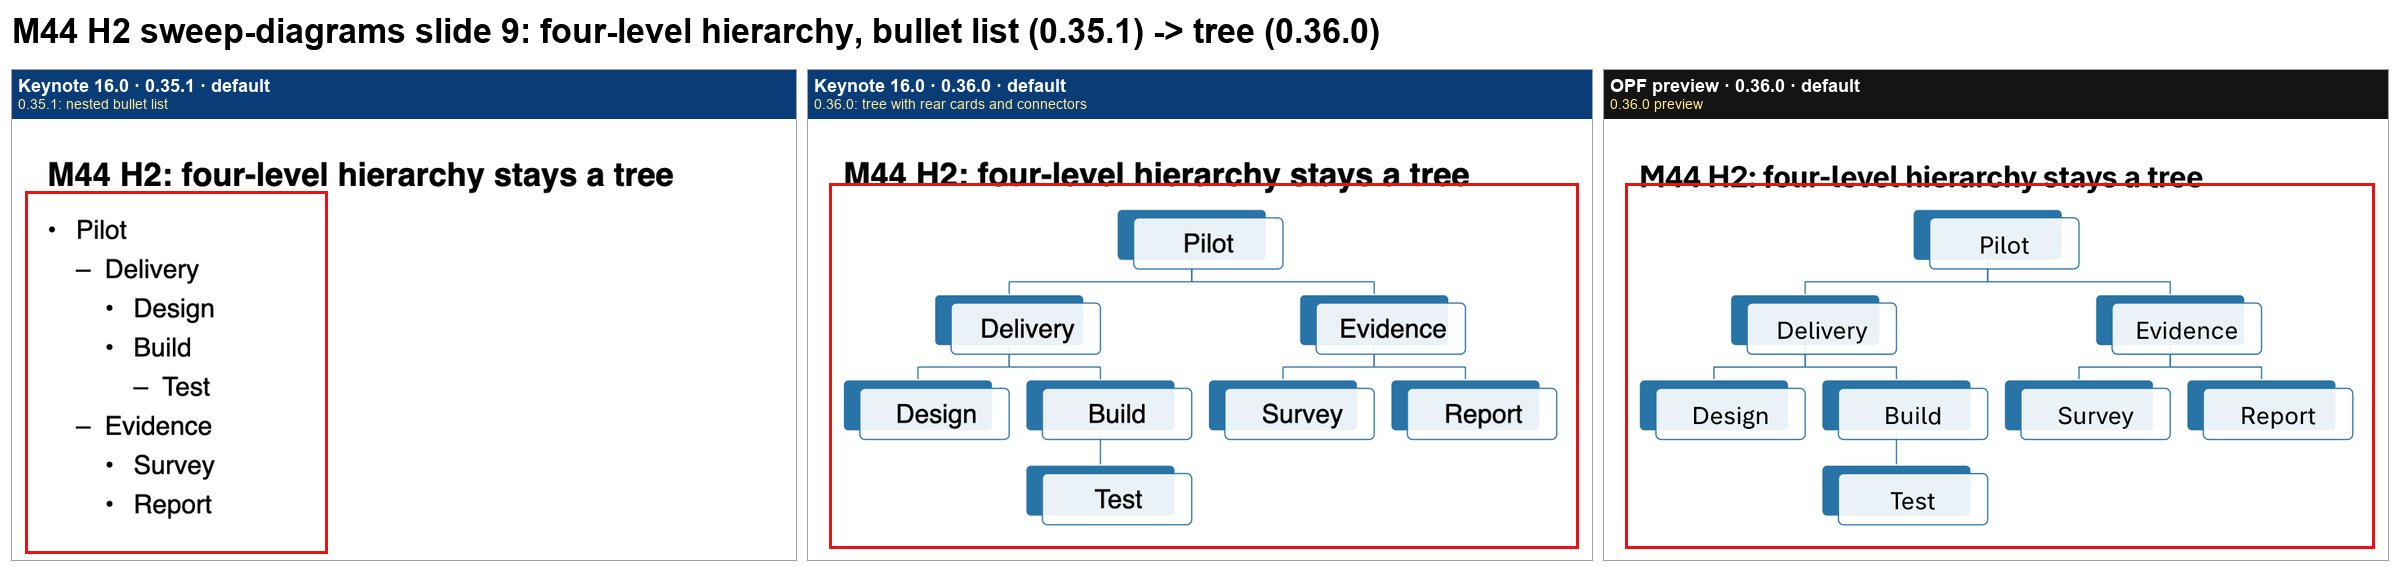 M44 H2 sweep-diagrams slide 9: four-level hierarchy, bullet list (0.35.1) -> tree (0.36.0)
Keynote 16.0 · 0.35.1 · default
0.35.1: nested bullet list
M44 H2: four-level hierarchy stays a tree
• Pilot
– Delivery
• Design
• Build
– Test
– Evidence
• Survey
• Report
Keynote 16.0 · 0.36.0 · default
0.36.0: tree with rear cards and connectors
M44 H2: four-level hierarchy stays a tree
Pilot
Delivery
Evidence
Design
Build
Survey
Report
Test
OPF preview · 0.36.0 · default
0.36.0 preview
M44 H2: four-level hierarchy stays a tree
Pilot
Delivery
Evidence
Design
Build
Survey
Report
Test